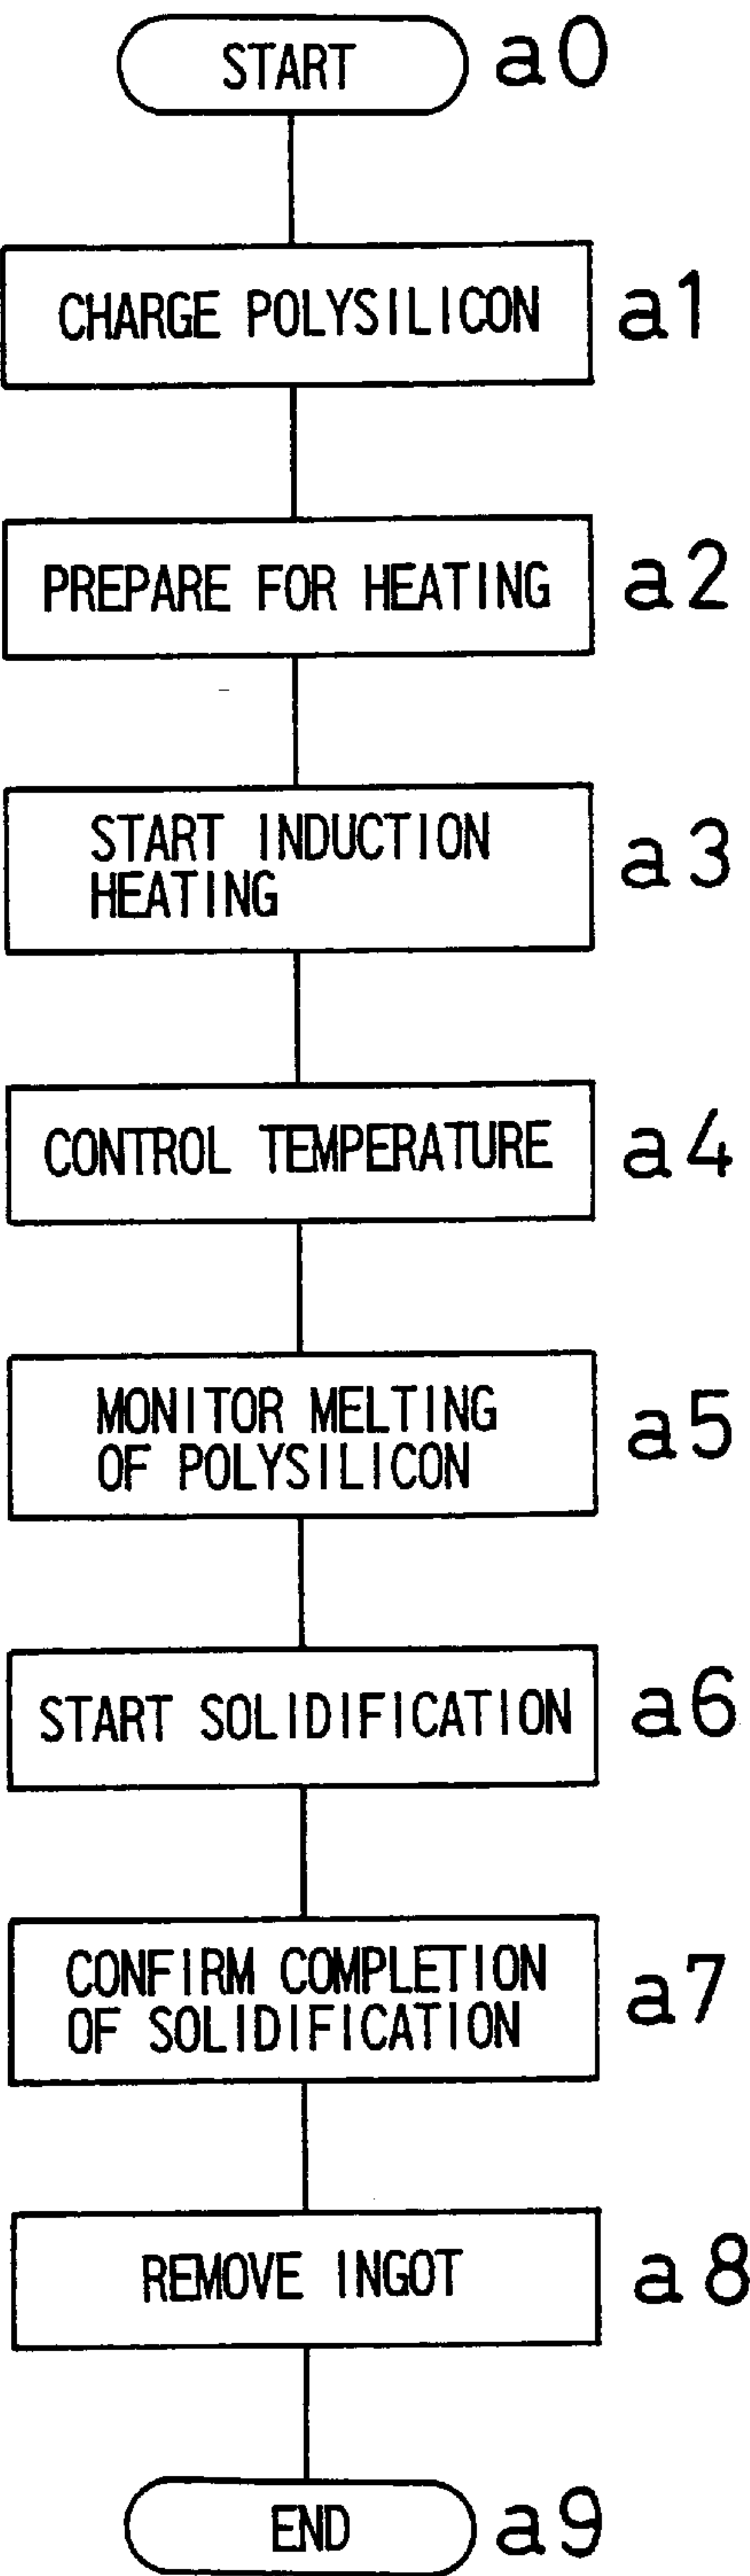 START a0
CHARGE POLYSILICON a1
PREPARE FOR HEATING a2
START INDUCTION
HEATING a3
CONTROL TEMPERATURE a4
MONITOR MELTING
OF POLYSILICON a5
START SOLIDIFICATION a6
CONFIRM COMPLETION
OF SOLIDIFICATION a7
REMOVE INGOT a8
END a9